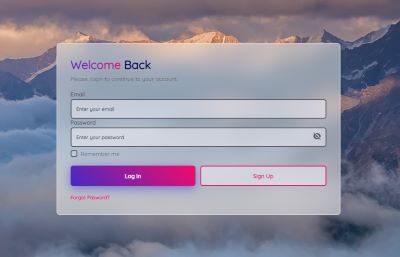 Welcome Back
Please login to continue to your account.
Email
Enter your email
Password
Enter your password
Remember me
Log In
Sign Up
Forgot Password?